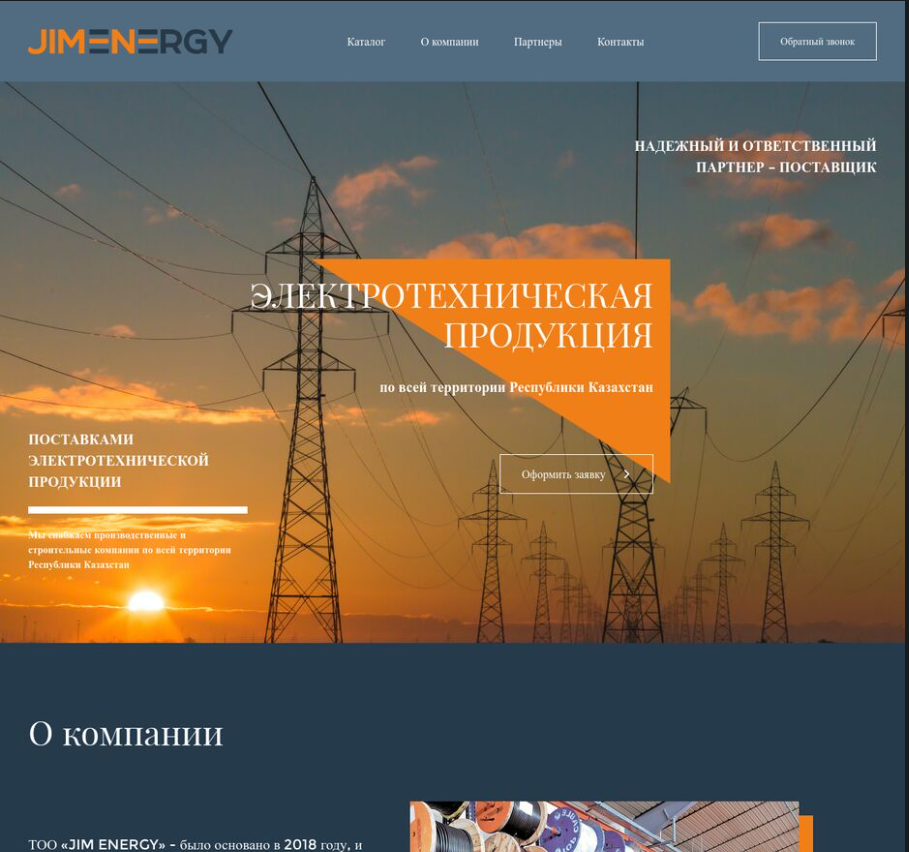 JIMENERGY
Каталог
О компании
Партнеры
Контакты
Обратный звонок
НАДЕЖНЫЙ И ОТВЕТСТВЕННЫЙ
ПАРТНЕР – ПОСТАВЩИК
ЭЛЕКТРОТЕХНИЧЕСКАЯ
ПРОДУКЦИЯ
по всей территории Республики Казахстан
Оформить заявку
ПОСТАВКАМИ
ЭЛЕКТРОТЕХНИЧЕСКОЙ
ПРОДУКЦИИ
Мы снабжаем производственные и
строительные компании по всей территории
Республики Казахстан
О компании
ТОО «JIM ENERGY» – было основано в 2018 году, и